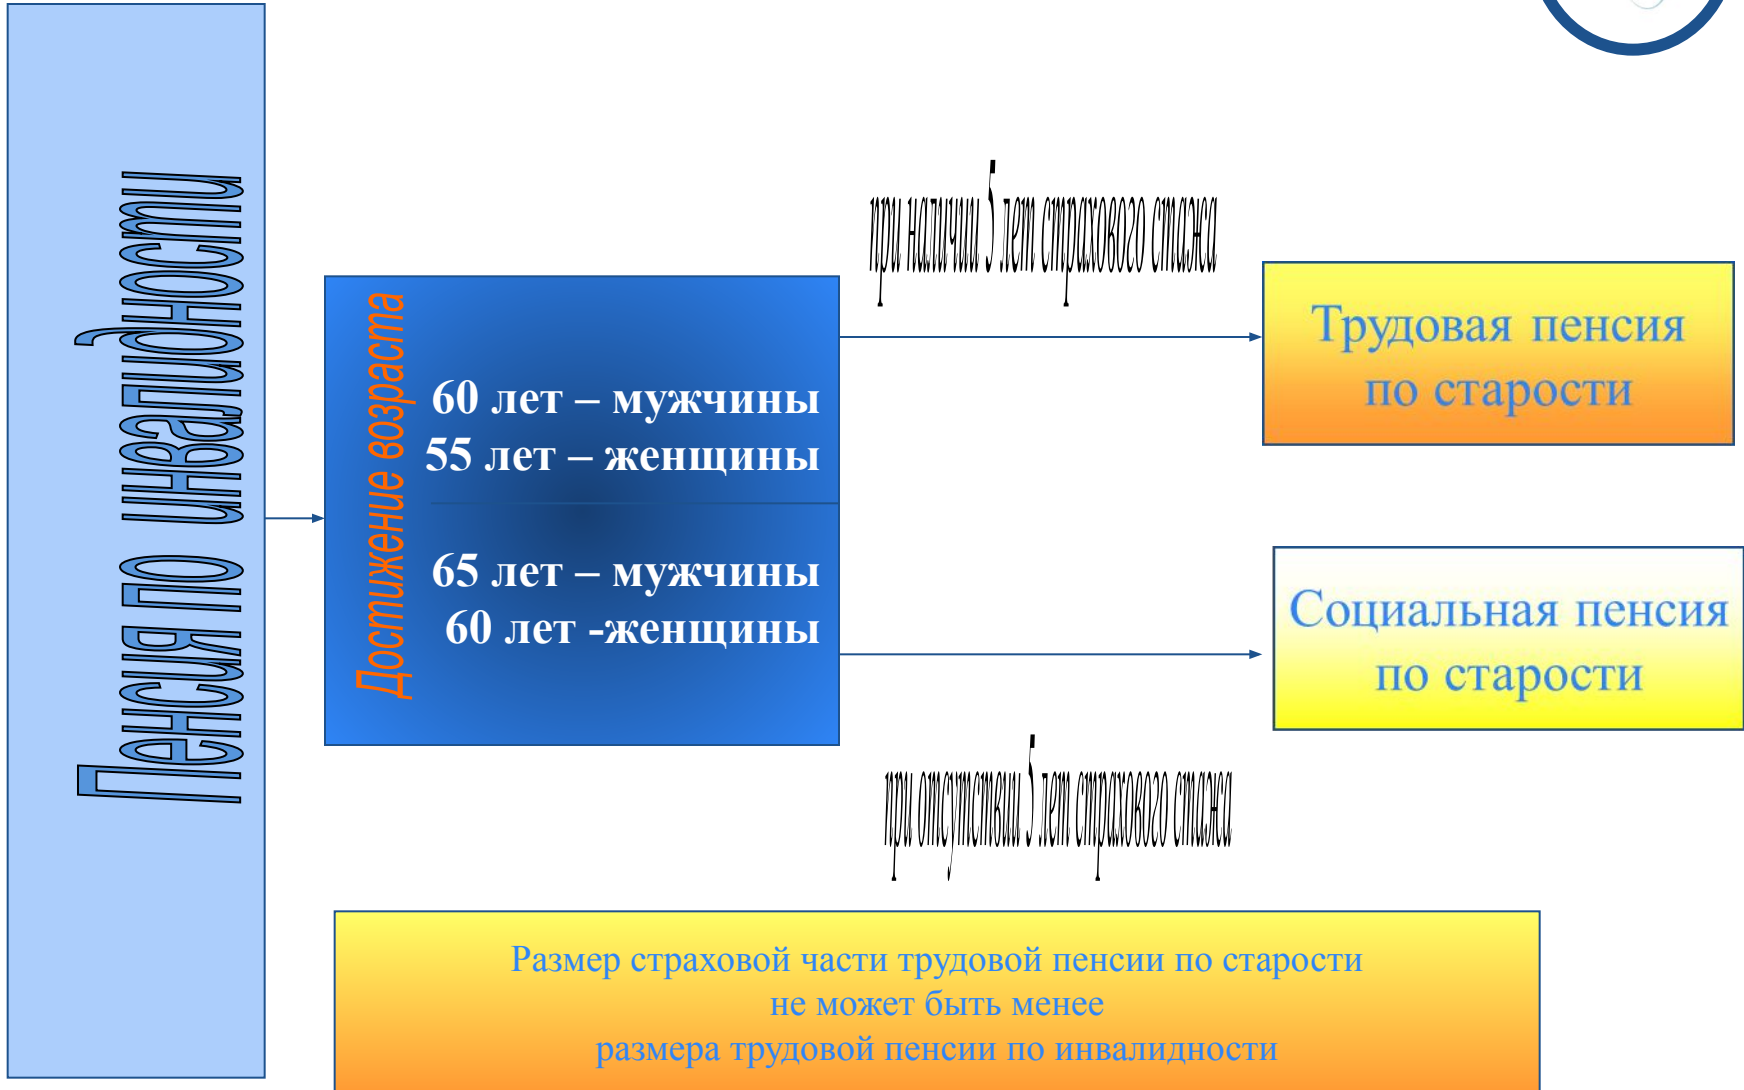 Пенсия по инвалидности
Достижение возраста
60 лет – мужчины
55 лет – женщины
65 лет – мужчины
60 лет -женщины
при наличии 5 лет страхового стажа
Трудовая пенсия
по старости
Социальная пенсия
по старости
при отсутствии 5 лет страхового стажа
Размер страховой части трудовой пенсии по старости
не может быть менее
размера трудовой пенсии по инвалидности